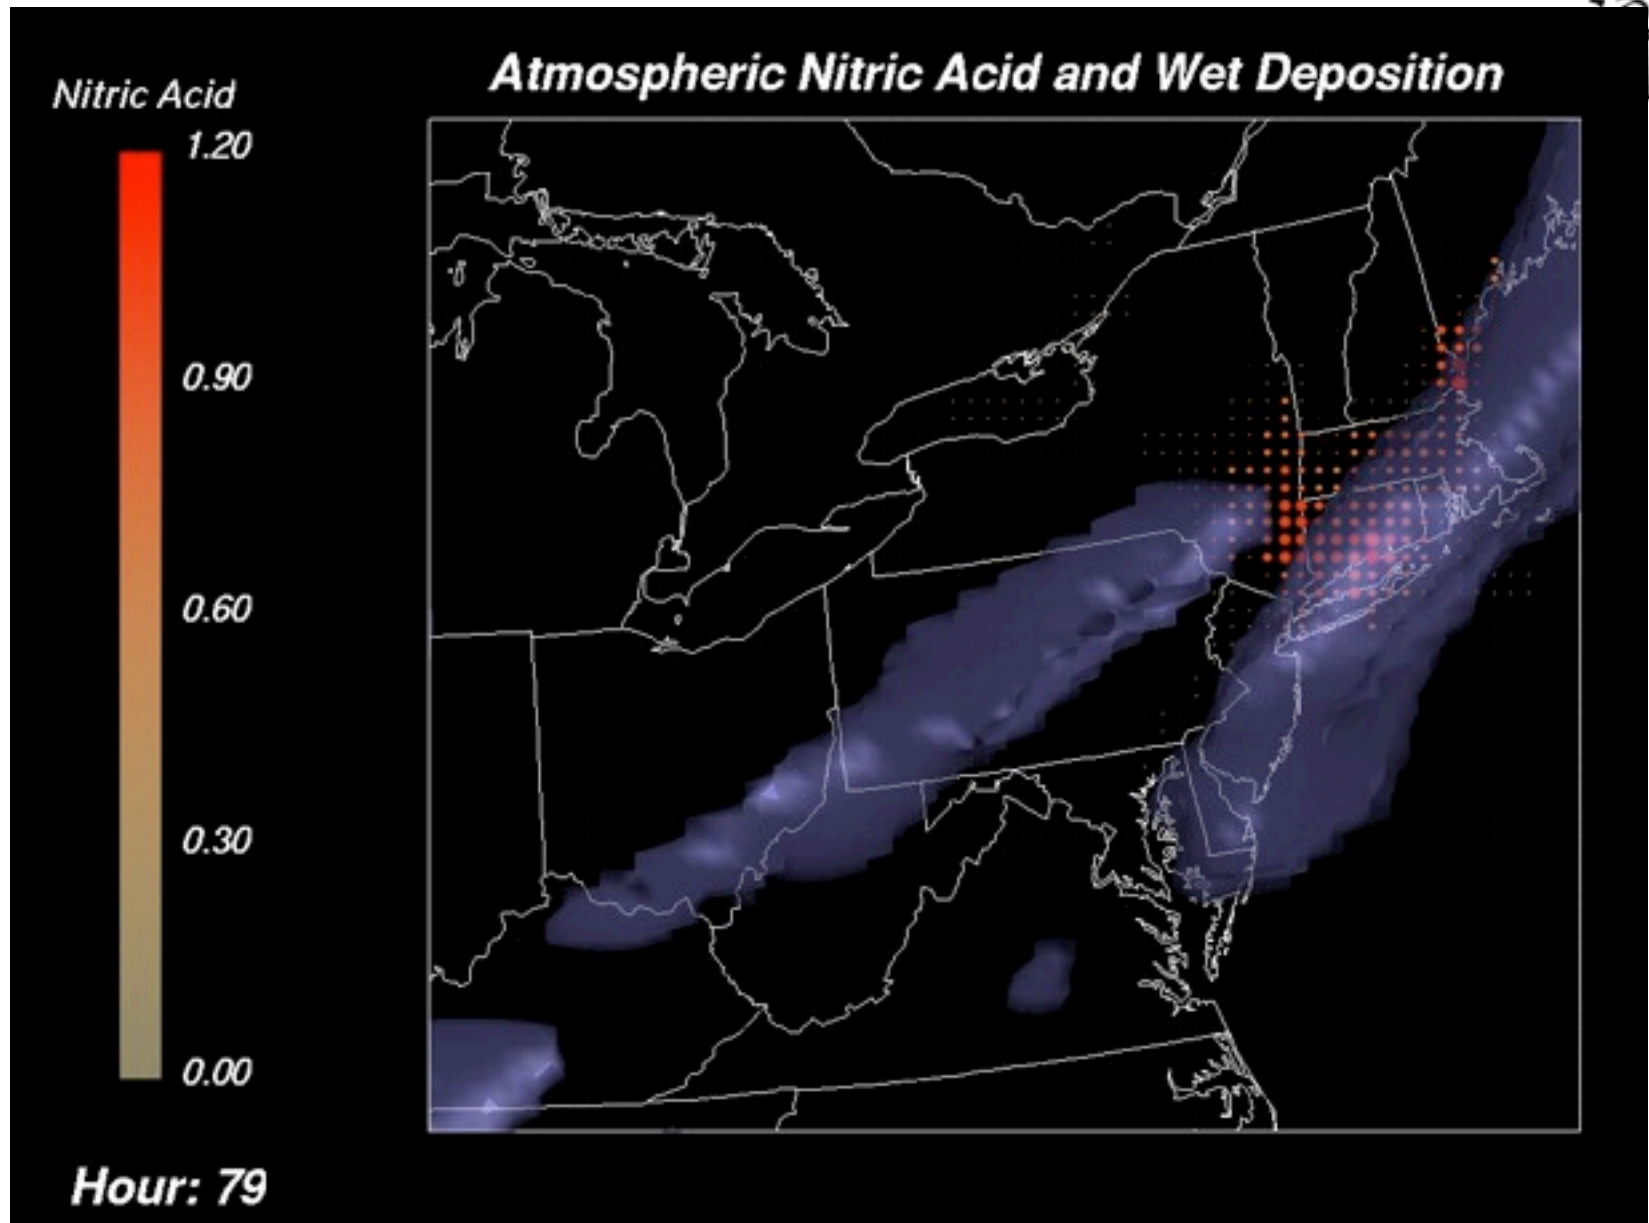 Atmospheric Nitric Acid and Wet Deposition
Nitric Acid
1.20
0.90
0.60
0.30
0.00
Hour: 79